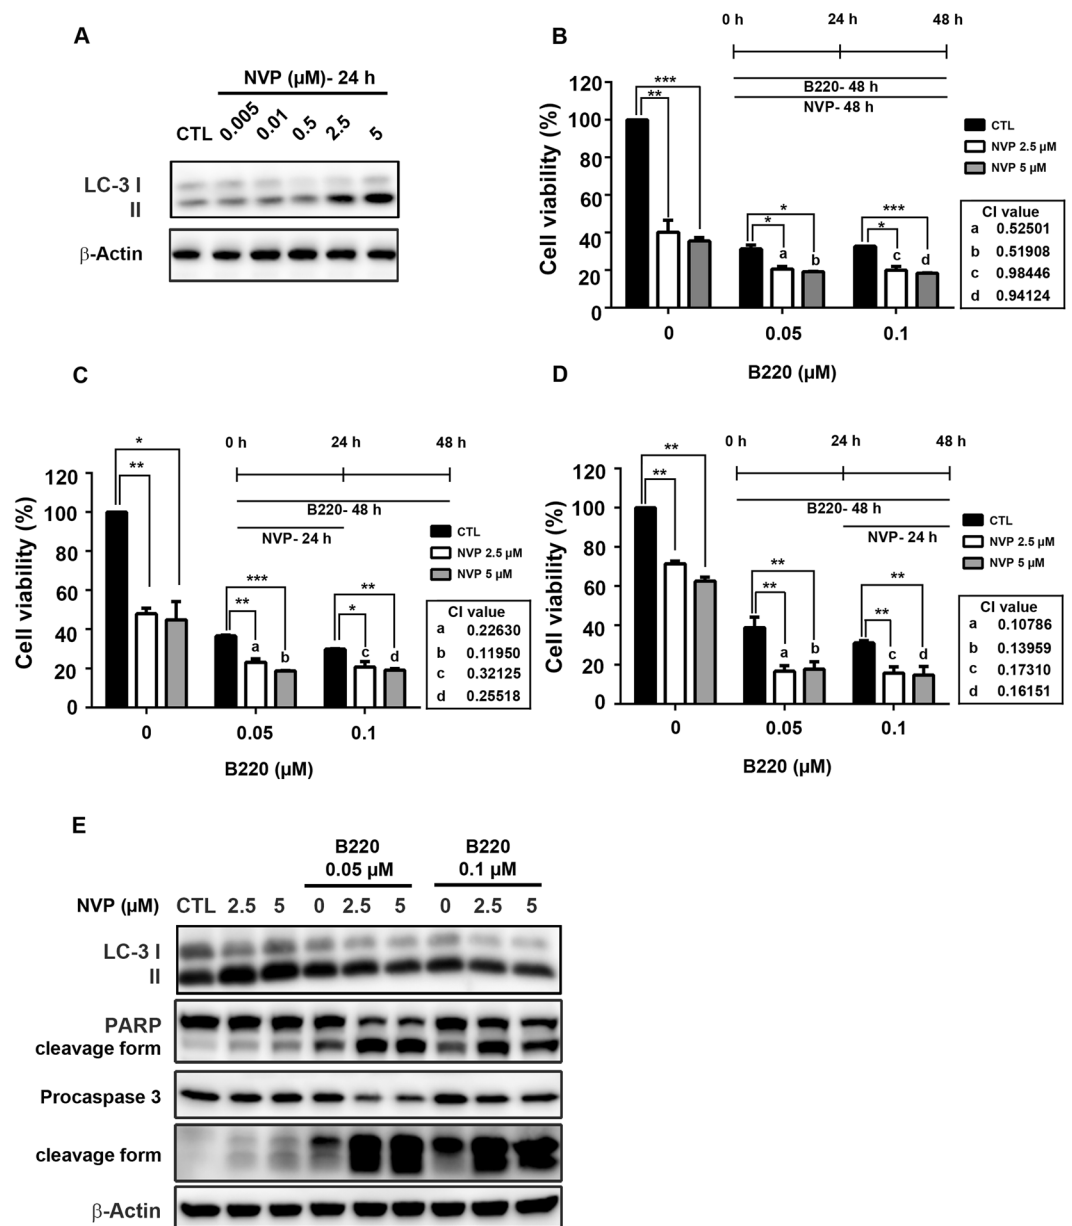 A
NVP (µM)- 24 h
CTL 0.005 0.01 0.5 2.5 5
LC-3 I
II
β-Actin
B
0 h 24 h 48 h
B220- 48 h
NVP- 48 h
120
100
80
60
40
20
0
Cell viability (%)
***
**
*
*
***
*
a b c d
CTL
NVP 2.5 µM
NVP 5 µM
CI value
a 0.52501
b 0.51908
c 0.98446
d 0.94124
0 0.05 0.1
B220 (µM)
C
0 h 24 h 48 h
B220- 48 h
NVP- 24 h
120
100
80
60
40
20
0
Cell viability (%)
*
**
***
**
**
*
a b c d
CTL
NVP 2.5 µM
NVP 5 µM
CI value
a 0.22630
b 0.11950
c 0.32125
d 0.25518
0 0.05 0.1
B220 (µM)
D
0 h 24 h 48 h
B220- 48 h
NVP- 24 h
120
100
80
60
40
20
0
Cell viability (%)
**
**
**
**
**
**
a b c d
CTL
NVP 2.5 µM
NVP 5 µM
CI value
a 0.10786
b 0.13959
c 0.17310
d 0.16151
0 0.05 0.1
B220 (µM)
E
B220 B220
0.05 µM 0.1 µM
NVP (µM) CTL 2.5 5 0 2.5 5 0 2.5 5
LC-3 I
II
PARP
cleavage form
Procaspase 3
cleavage form
β-Actin